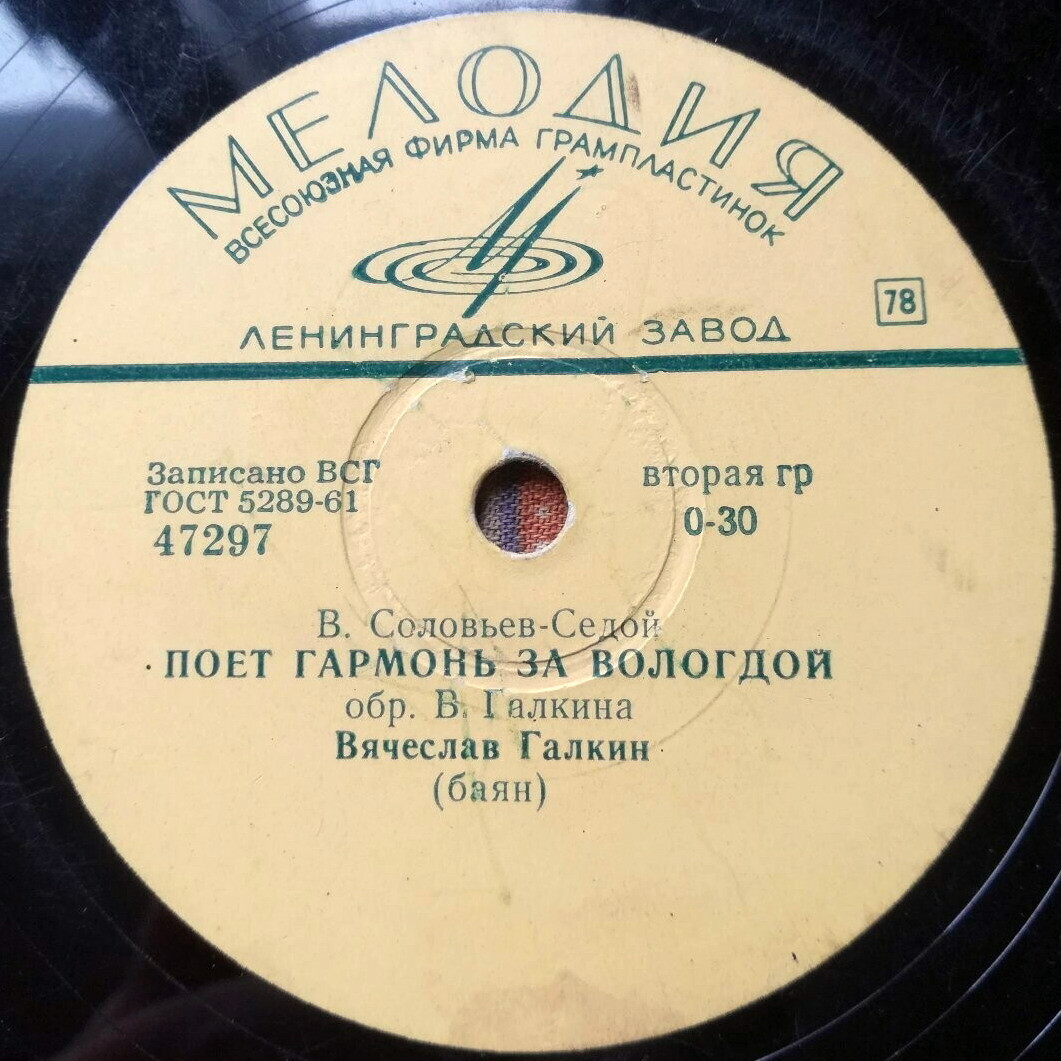 МЕЛОДИЯ
ВСЕСОЮЗНАЯ ФИРМА ГРАМПЛАСТИНОК
ЛЕНИНГРАДСКИЙ ЗАВОД
78
Записано ВСГ
ГОСТ 5289-61
47297
вторая гр
0-30
В. Соловьев-Седой
ПОЕТ ГАРМОНЬ ЗА ВОЛОГДОЙ
обр. В. Галкина
Вячеслав Галкин
(баян)